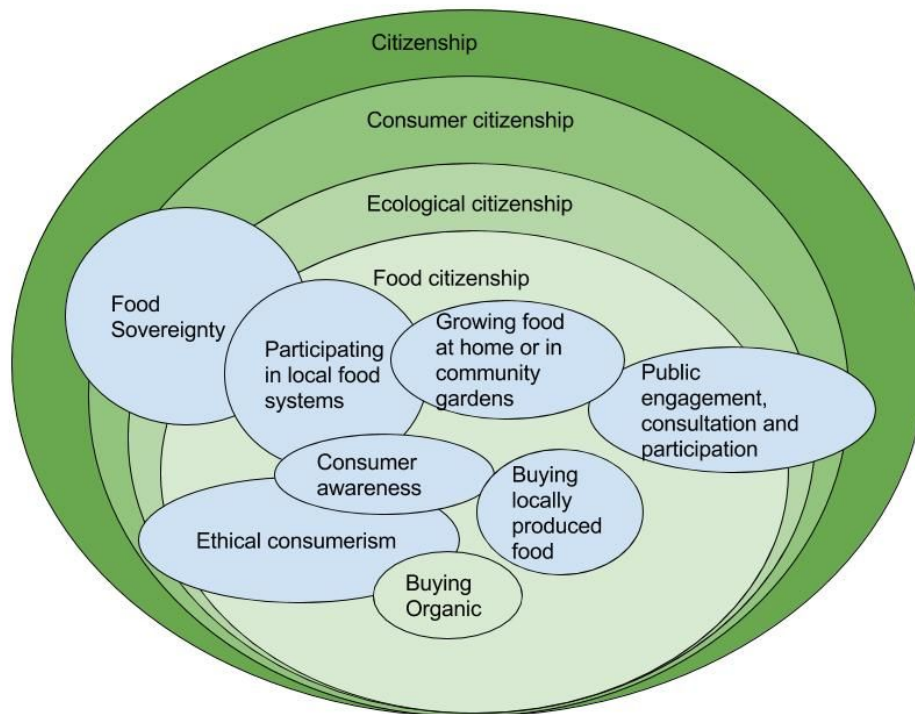 Citizenship
Consumer citizenship
Ecological citizenship
Food citizenship
Food
Sovereignty
Participating
in local food
systems
Growing food
at home or in
community
gardens
Public
engagement,
consultation and
participation
Consumer
awareness
Buying
locally
produced
food
Ethical consumerism
Buying
Organic